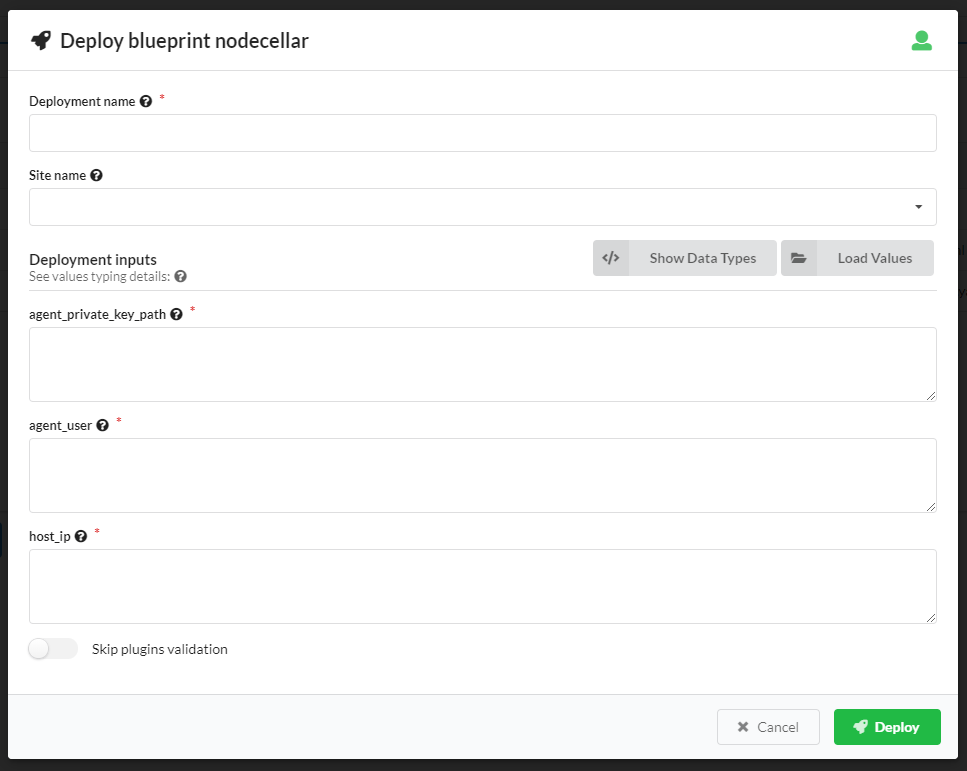 Deploy blueprint nodecellar
Deployment name *
Site name
Deployment inputs
See values typing details:
Show Data Types
Load Values
agent_private_key_path *
agent_user *
host_ip *
Skip plugins validation
Cancel
Deploy